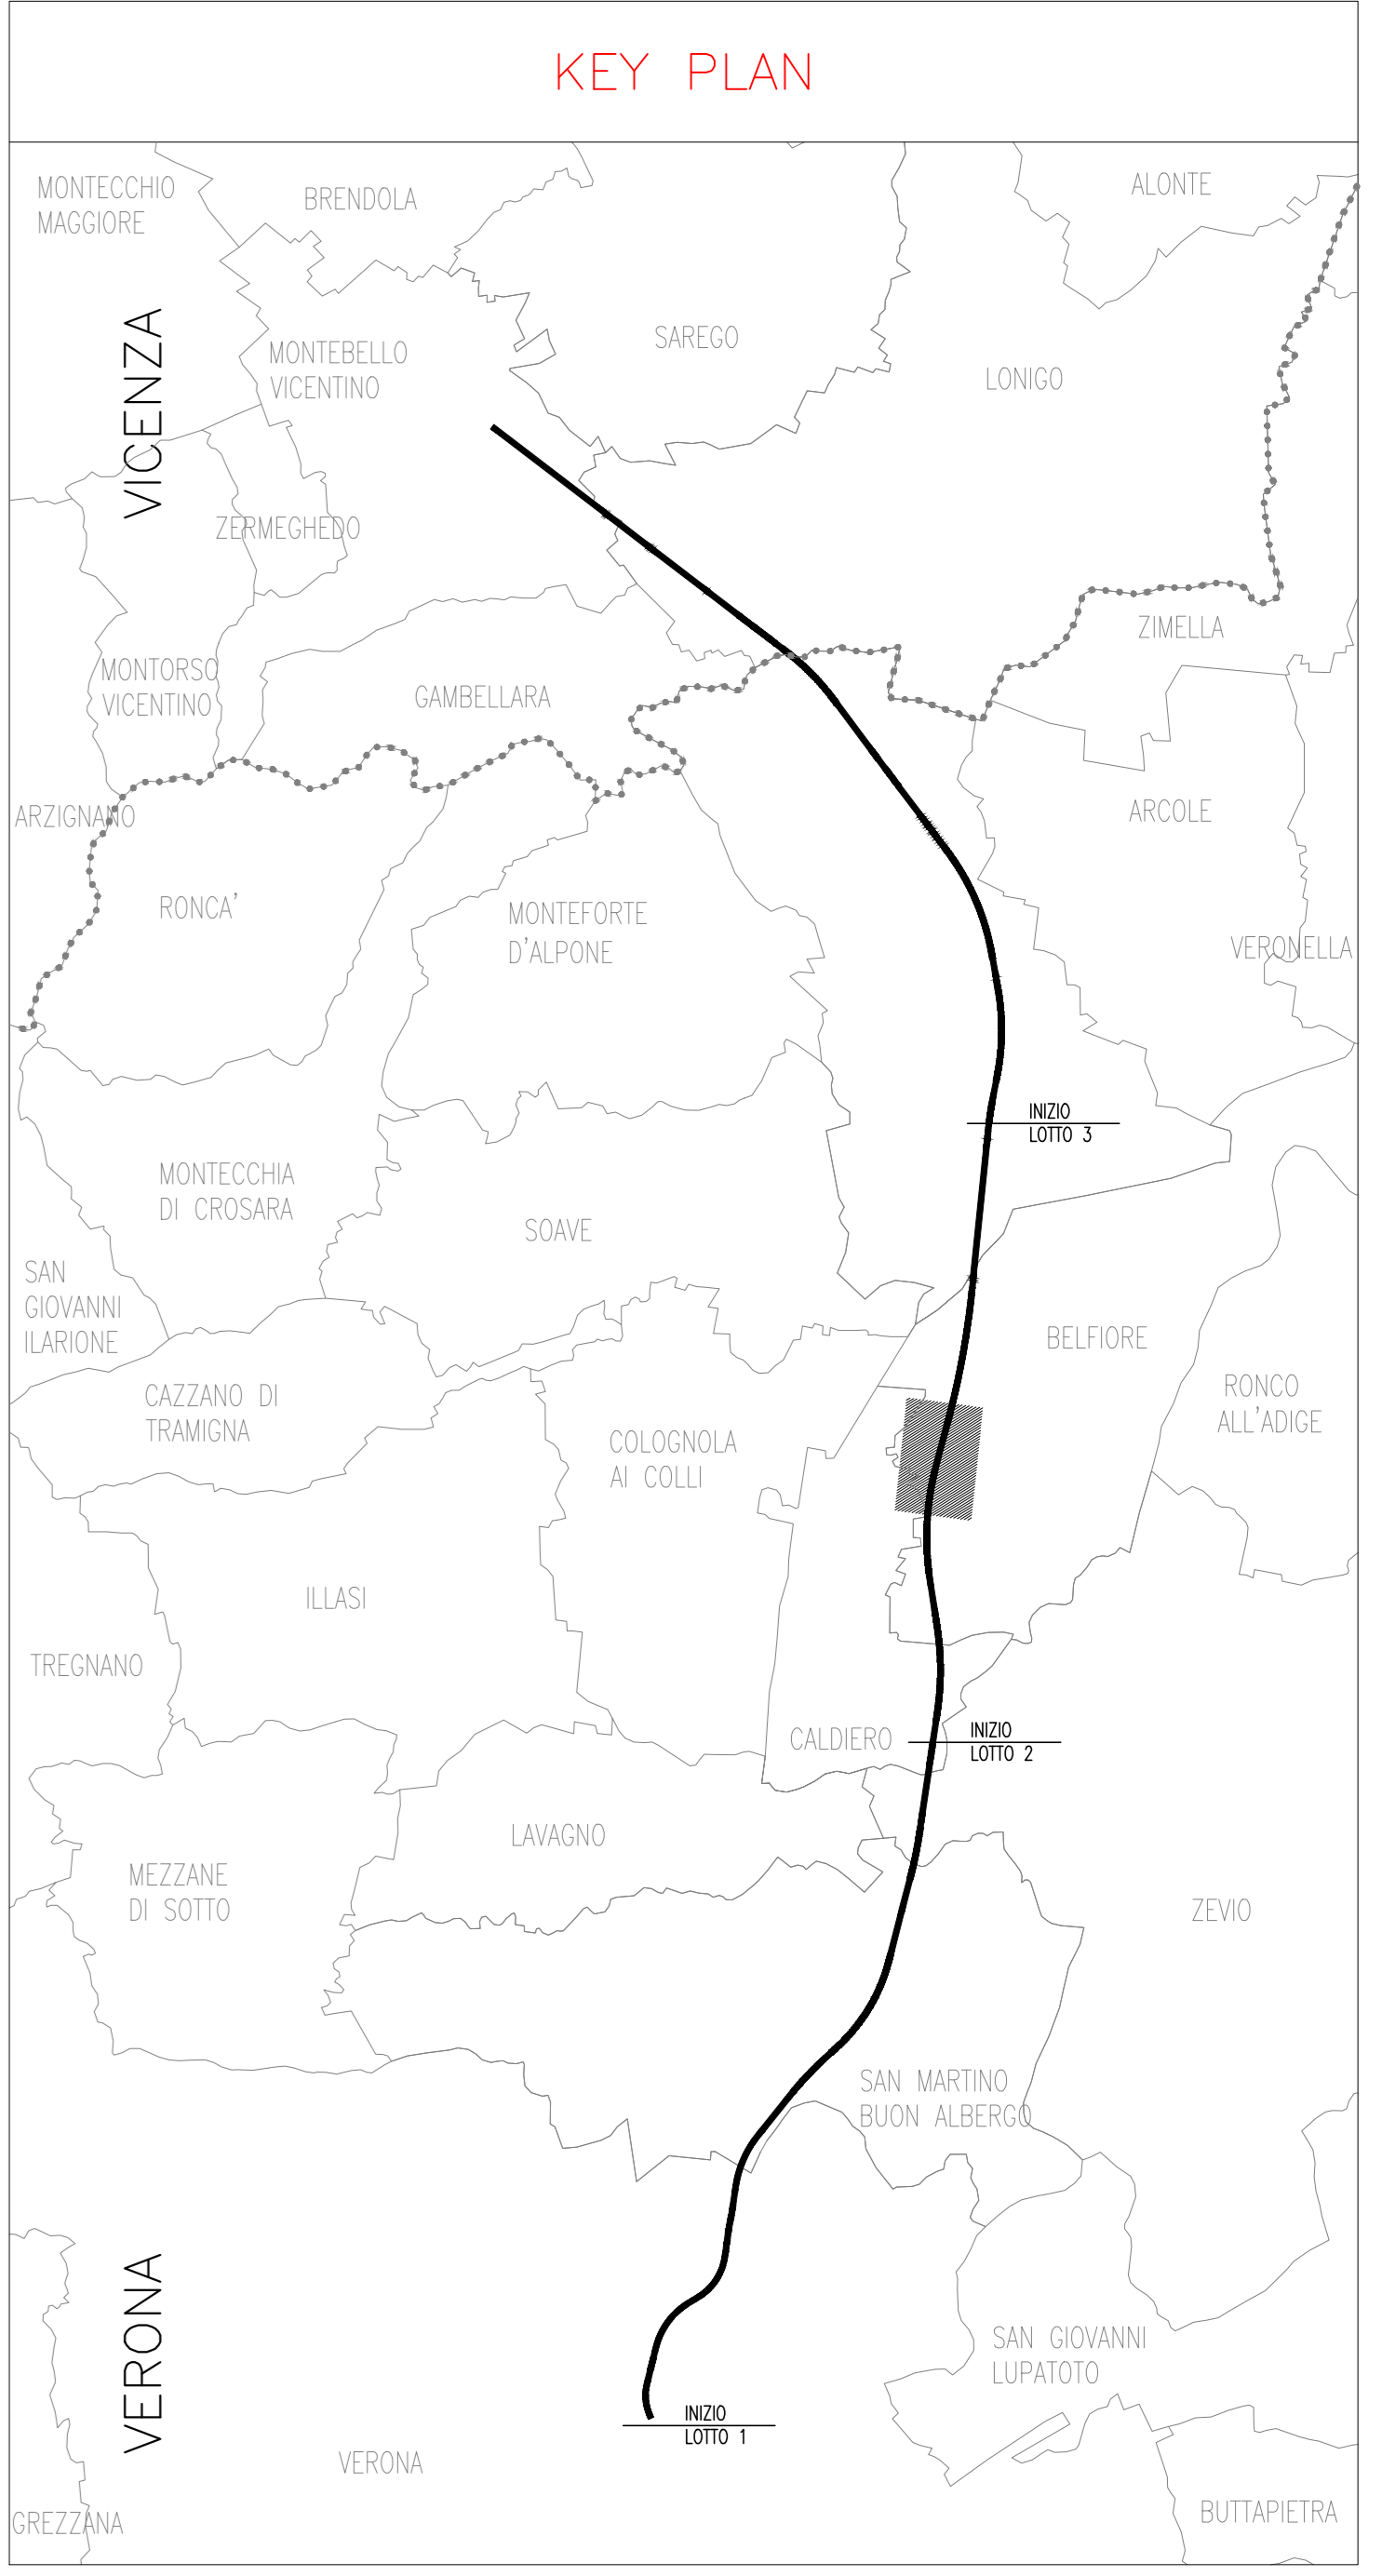 KEY PLAN
MONTECCHIO
MAGGIORE
BRENDOLA
ALONTE
VICENZA
SAREGO
MONTEBELLO
VICENTINO
LONIGO
ZERMEGHEDO
ZIMELLA
MONTORSO
VICENTINO
GAMBELLARA
ARZIGNANO
ARCOLE
RONCA'
MONTEFORTE
D'ALPONE
VERONELLA
INIZIO
LOTTO 3
MONTECCHIA
DI CROSARA
SOAVE
SAN
GIOVANNI
ILARIONE
BELFIORE
CAZZANO DI
TRAMIGNA
RONCO
ALL'ADIGE
COLOGNOLA
AI COLLI
ILLASI
TREGNANO
CALDIERO
INIZIO
LOTTO 2
LAVAGNO
MEZZANE
DI SOTTO
ZEVIO
SAN MARTINO
BUON ALBERGO
VERONA
SAN GIOVANNI
LUPATOTO
INIZIO
LOTTO 1
VERONA
GREZZANA
BUTTAPIETRA